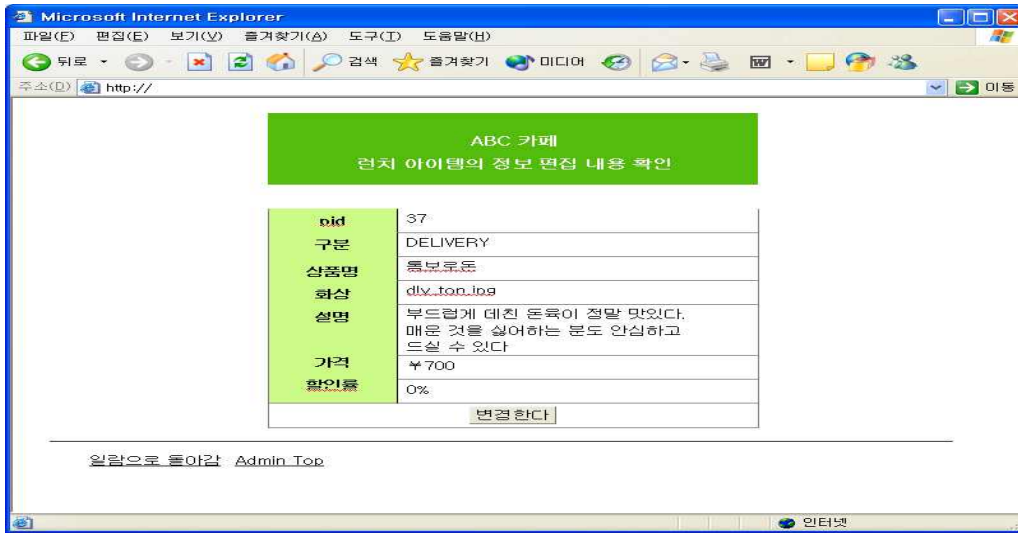 Microsoft Internet Explorer
파일(F) 편집(E) 보기(V) 즐겨찾기(A) 도구(T) 도움말(H)
뒤로 검색 즐겨찾기 미디어
주소(D) http:// 이동
ABC 카페
런치 아이템의 정보 편집 내용 확인
pid 37
구분 DELIVERY
상품명 톰보로돈
화상 dly_ton.jpg
설명 부드럽게 데친 돈육이 정말 맛있다.
매운 것을 싫어하는 분도 안심하고
드실 수 있다
가격 ￥700
할인률 0%
변경한다
일람으로 돌아감 Admin Top
인터넷